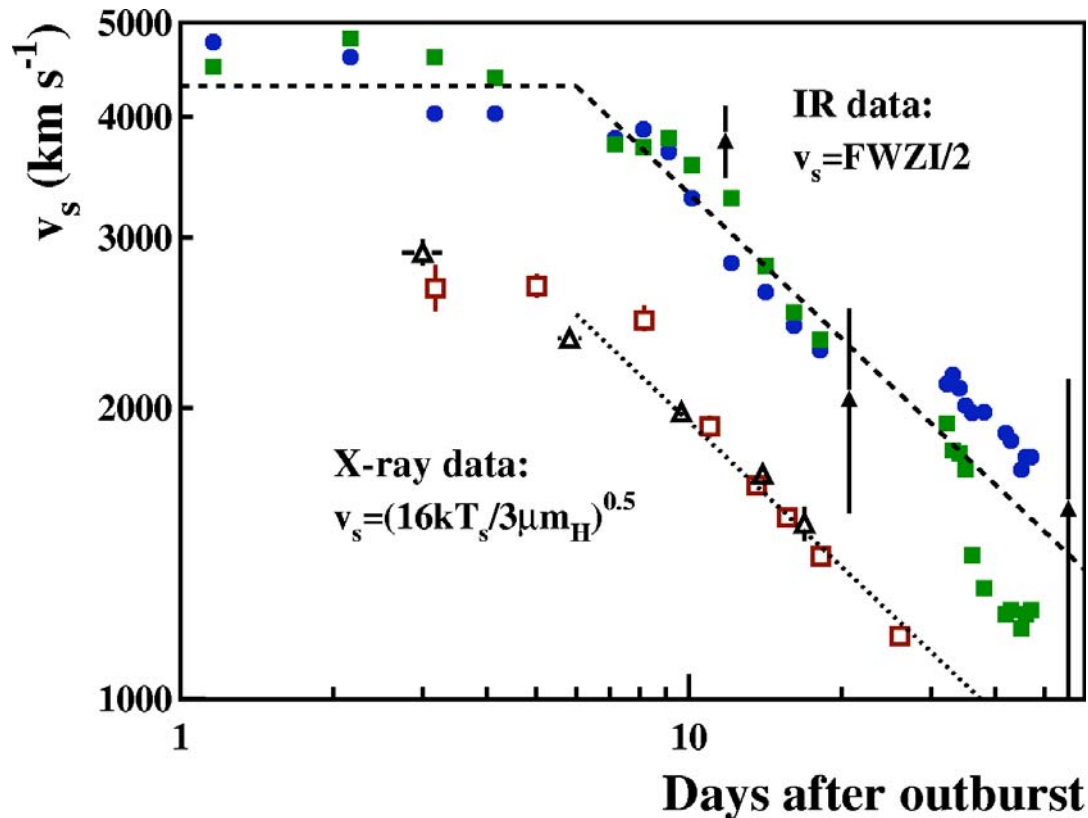 5000
4000
3000
2000
1000
v_s (km s^-1)
IR data:
v_s=FWZI/2
X-ray data:
v_s=(16kT_s/3μm_H)^0.5
1
10
20
Days after outburst